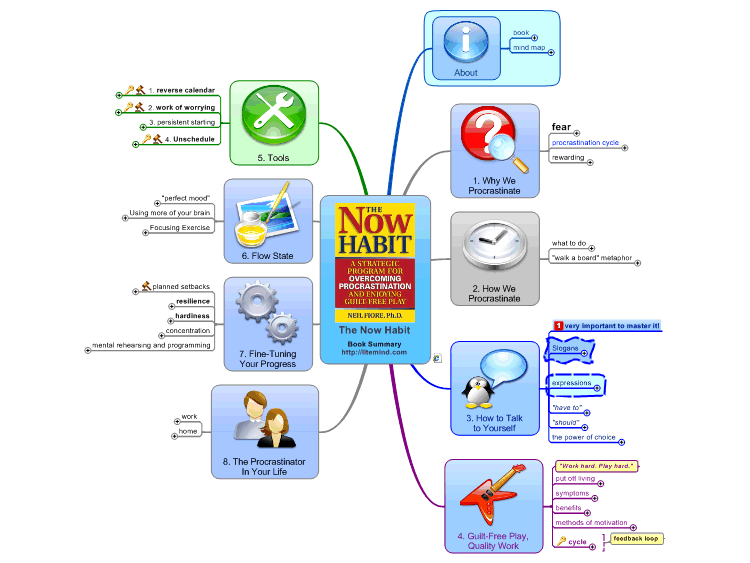 About
book
mind map
1. Why We
Procrastinate
fear
procrastination cycle
rewarding
2. How We
Procrastinate
what to do
"walk a board" metaphor
3. How to Talk
to Yourself
1 very important to master it!
Slogans
expressions
"have to"
"should"
the power of choice
4. Guilt-Free Play,
Quality Work
"Work hard. Play hard."
put off living
symptoms
benefits
methods of motivation
cycle
feedback loop
5. Tools
1. reverse calendar
2. work of worrying
3. persistent starting
4. Unschedule
6. Flow State
"perfect mood"
Using more of your brain
Focusing Exercise
7. Fine-Tuning
Your Progress
planned setbacks
resilience
hardiness
concentration
mental rehearsing and programming
8. The Procrastinator
In Your Life
work
home
THE
NOW
HABIT
A STRATEGIC
PROGRAM FOR
OVERCOMING
PROCRASTINATION
AND ENJOYING
GUILT-FREE PLAY
NEIL FIORE, Ph.D.
The Now Habit
Book Summary
http://litemind.com